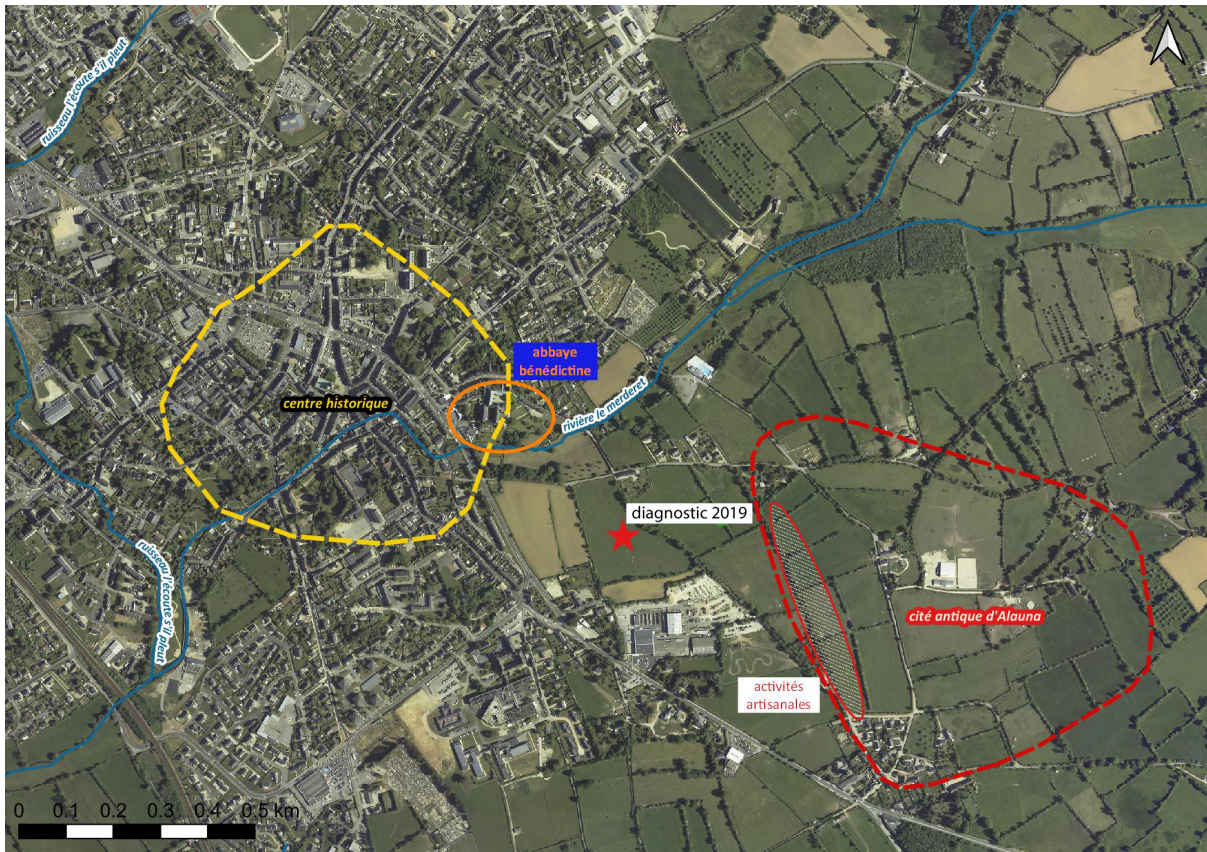 ruisseau l'écoute s'il pleut
abbaye
bénédictine
centre historique
rivière le merderet
diagnostic 2019
ruisseau l'écoute s'il pleut
cité antique d'Alauna
activités
artisanales
0 0.1 0.2 0.3 0.4 0.5 km